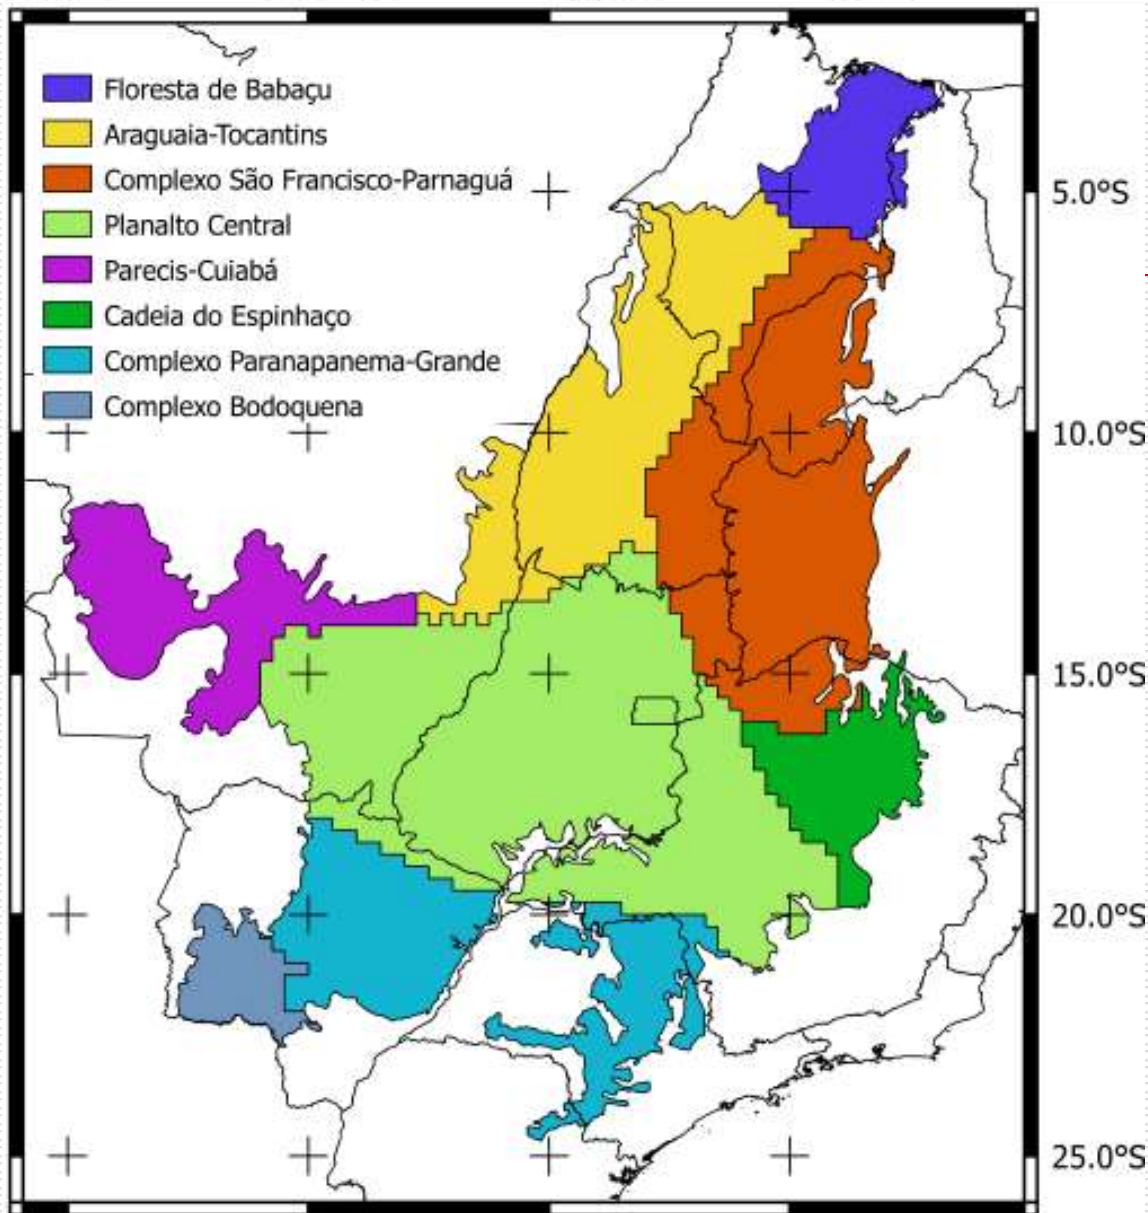 Floresta de Babaçu
Araguaia-Tocantins
Complexo São Francisco-Parnaguá
Planalto Central
Parecis-Cuiabá
Cadeia do Espinhaço
Complexo Paranapanema-Grande
Complexo Bodoquena
5.0°S
10.0°S
15.0°S
20.0°S
25.0°S